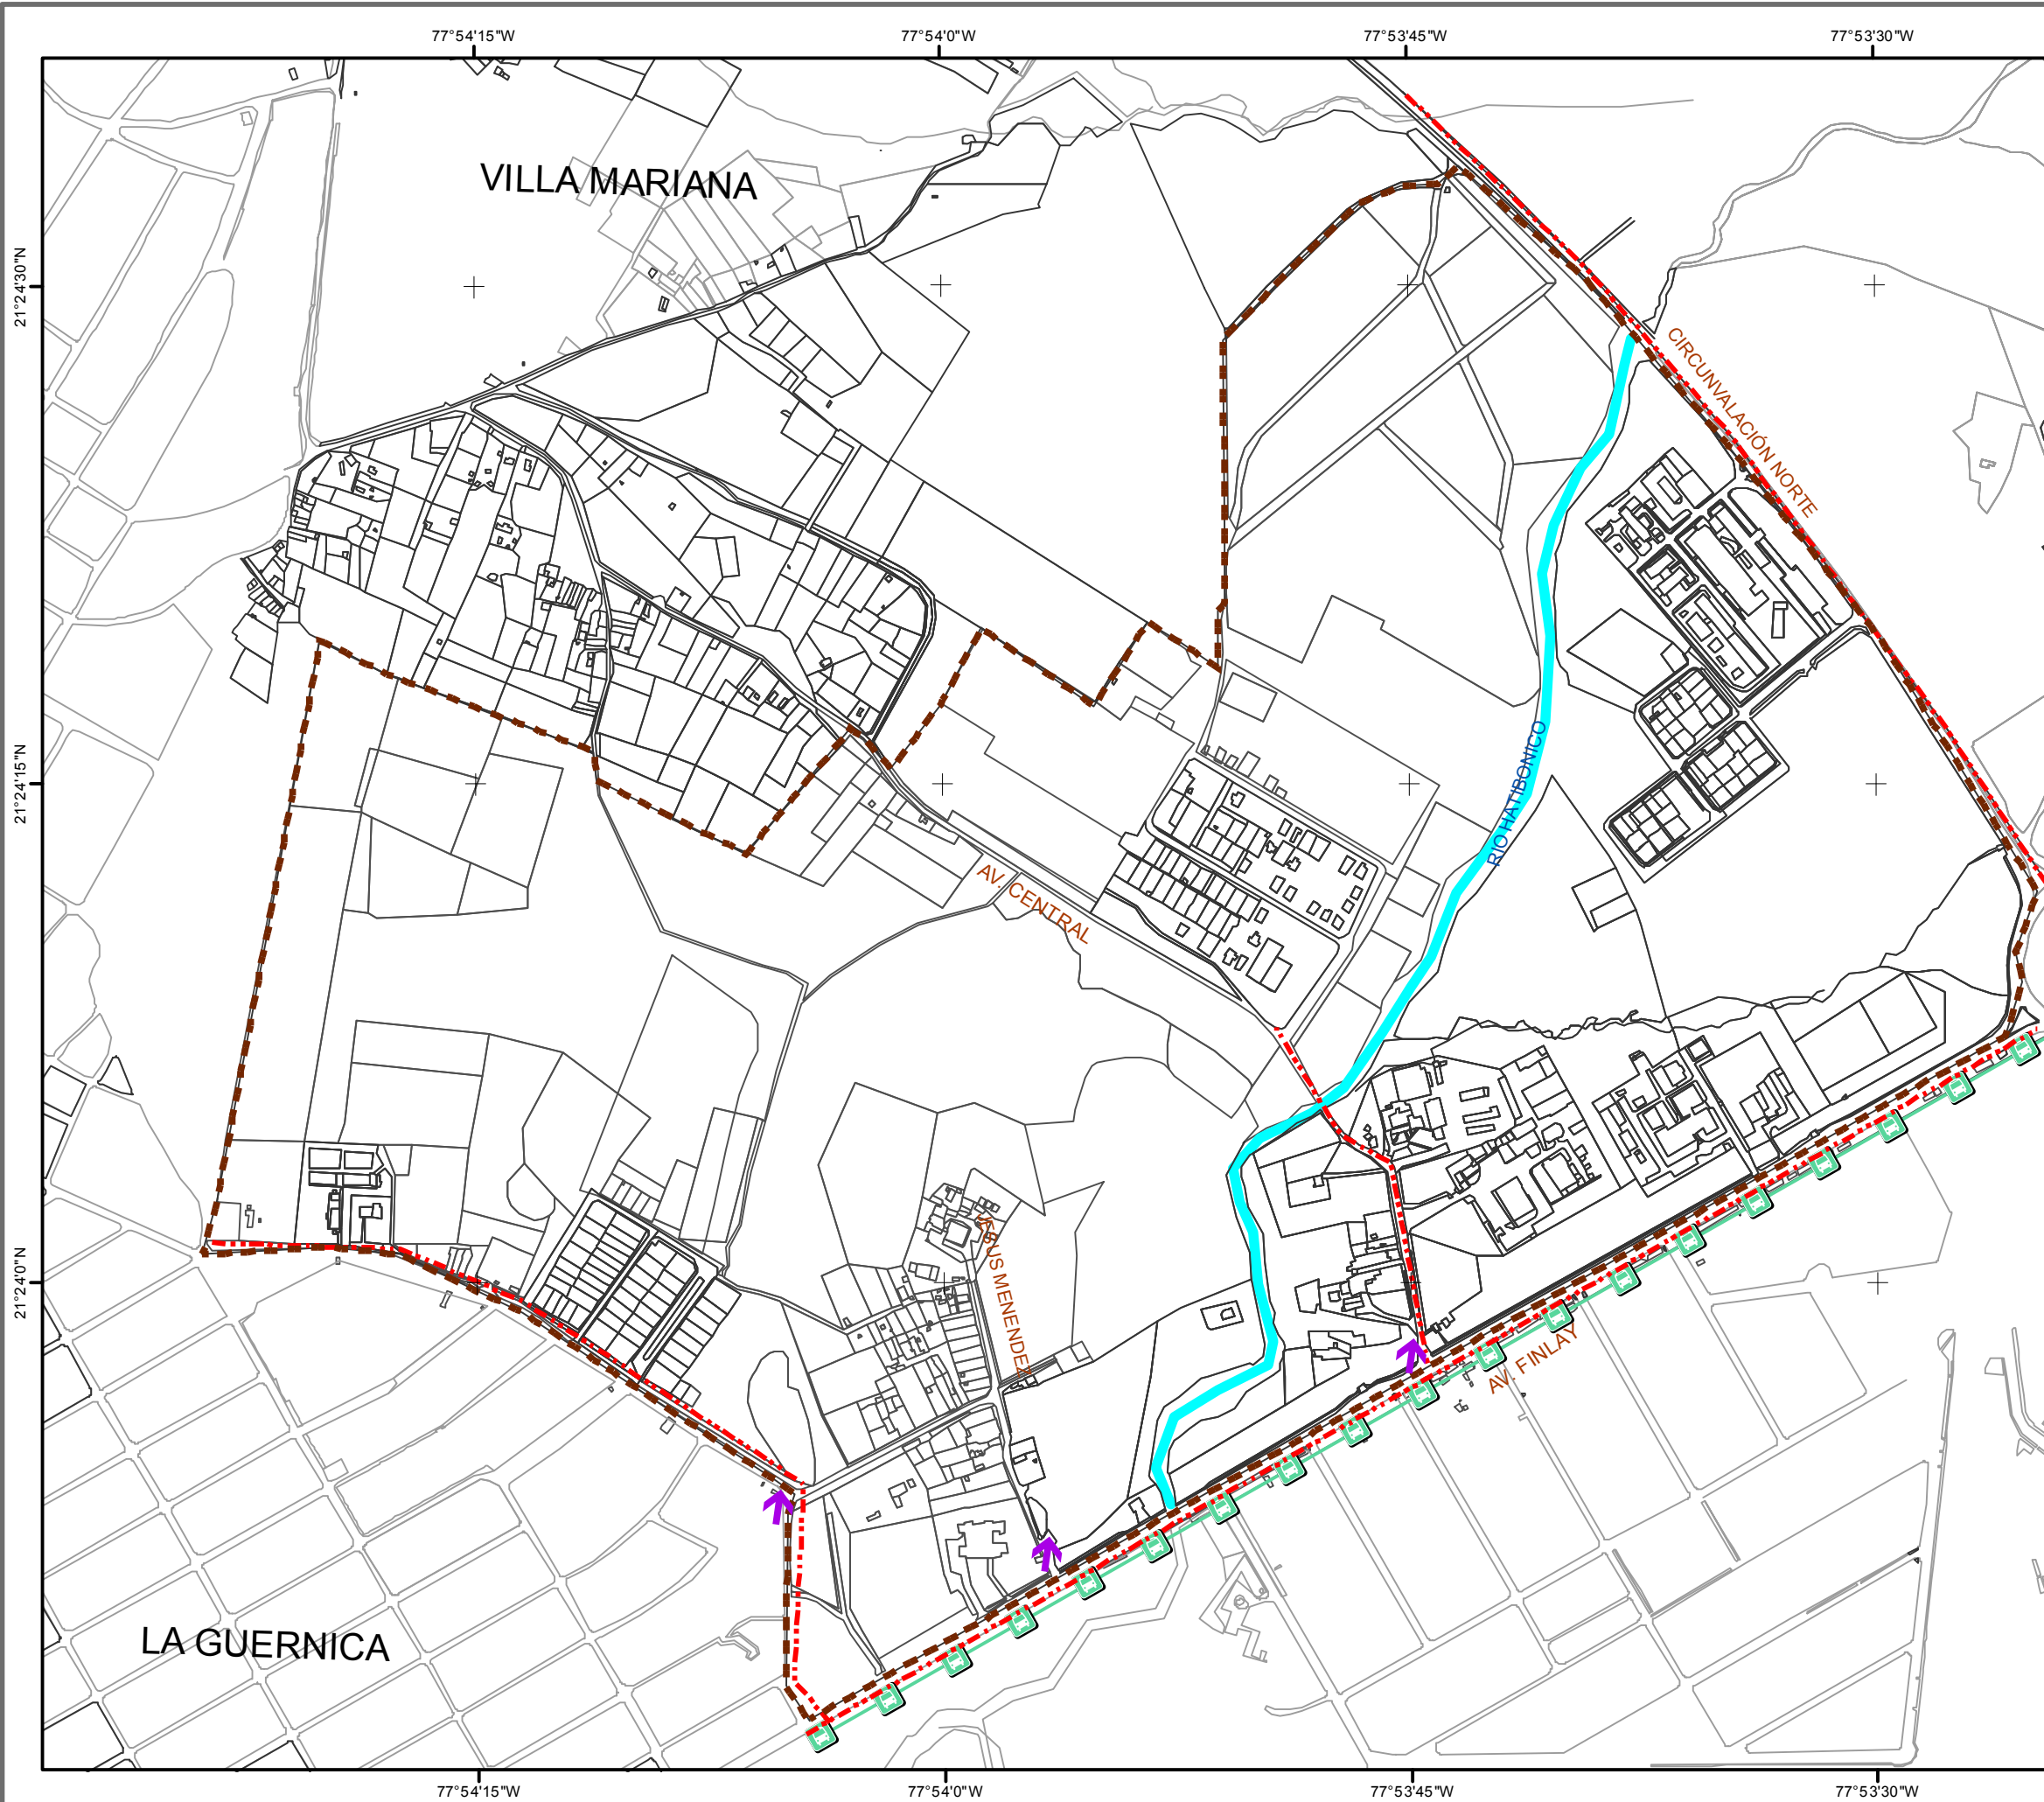 77°54'15"W
77°54'0"W
77°53'45"W
77°53'30"W
VILLA MARIANA
21°24'30"N
CIRCUNVALACIÓN NORTE
RIO HATIBONICO
21°24'15"N
AV. CENTRAL
JESUS MENENDEZ
21°24'0"N
AV. FINLAY
LA GUERNICA
77°54'15"W
77°54'0"W
77°53'45"W
77°53'30"W